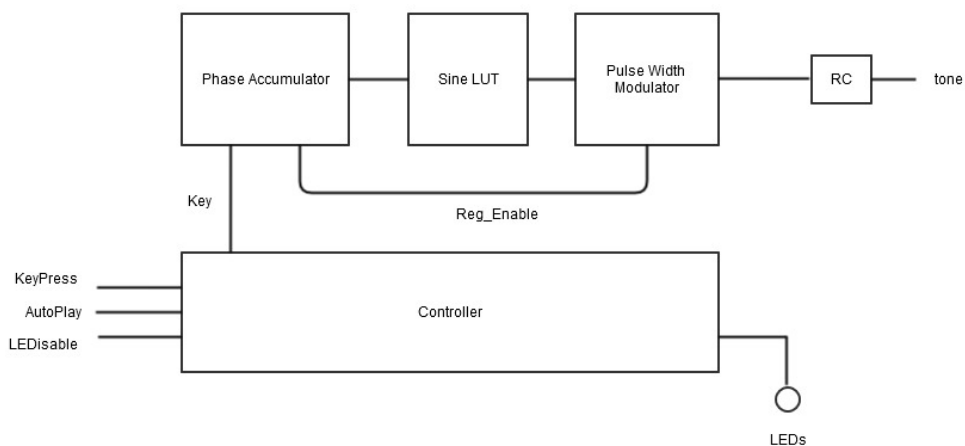 Phase Accumulator
Sine LUT
Pulse Width
Modulator
RC
tone
Key
Reg_Enable
KeyPress
AutoPlay
LEDisable
Controller
LEDs